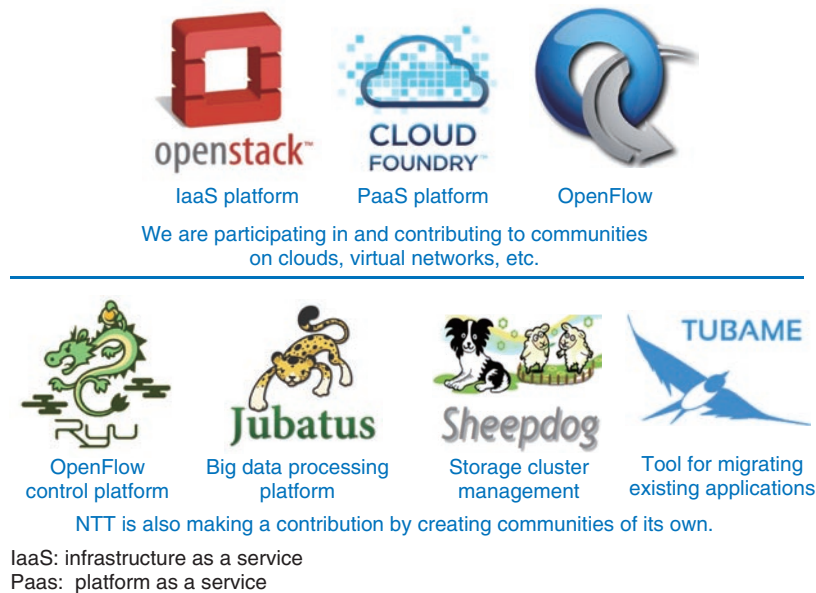 openstack™
CLOUD
FOUNDRY™
IaaS platform
PaaS platform
OpenFlow
We are participating in and contributing to communities
on clouds, virtual networks, etc.
Ryu
Jubatus
Sheepdog
TUBAME
OpenFlow
control platform
Big data processing
platform
Storage cluster
management
Tool for migrating
existing applications
NTT is also making a contribution by creating communities of its own.
IaaS: infrastructure as a service
Paas: platform as a service